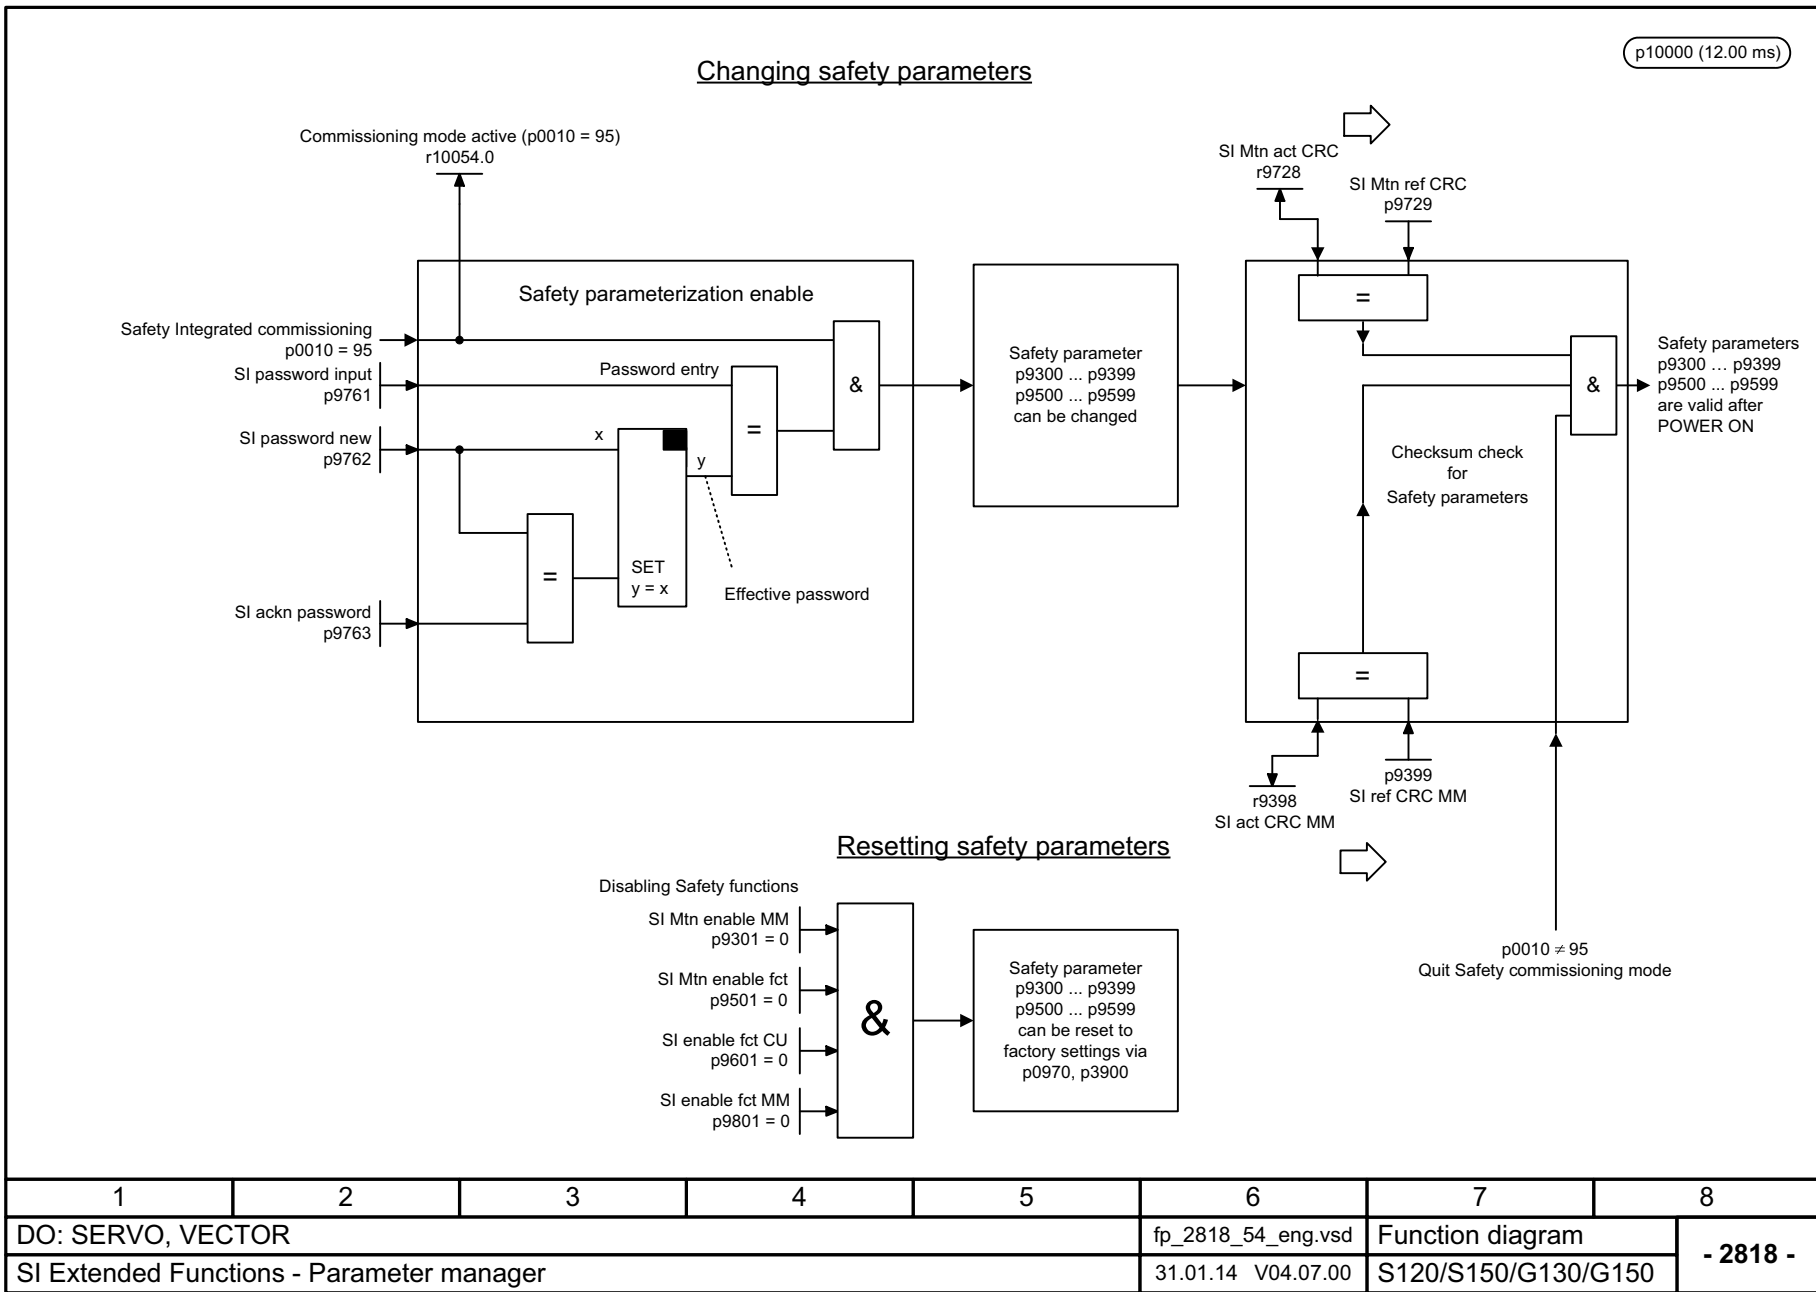 p10000 (12.00 ms)
Changing safety parameters
Commissioning mode active (p0010 = 95)
r10054.0
SI Mtn act CRC
r9728
SI Mtn ref CRC
p9729
Safety parameterization enable
Safety Integrated commissioning
p0010 = 95
SI password input
p9761
SI password new
p9762
SI ackn password
p9763
Password entry
x
y
SET
y = x
=
=
&
Effective password
Safety parameter
p9300 ... p9399
p9500 ... p9599
can be changed
=
&
Checksum check
for
Safety parameters
=
Safety parameters
p9300 ... p9399
p9500 ... p9599
are valid after
POWER ON
r9398
SI act CRC MM
p9399
SI ref CRC MM
p0010 ≠ 95
Quit Safety commissioning mode
Resetting safety parameters
Disabling Safety functions
SI Mtn enable MM
p9301 = 0
SI Mtn enable fct
p9501 = 0
SI enable fct CU
p9601 = 0
SI enable fct MM
p9801 = 0
&
Safety parameter
p9300 ... p9399
p9500 ... p9599
can be reset to
factory settings via
p0970, p3900
1 2 3 4 5 6 7 8
DO: SERVO, VECTOR
fp_2818_54_eng.vsd
Function diagram
- 2818 -
SI Extended Functions - Parameter manager
31.01.14 V04.07.00
S120/S150/G130/G150